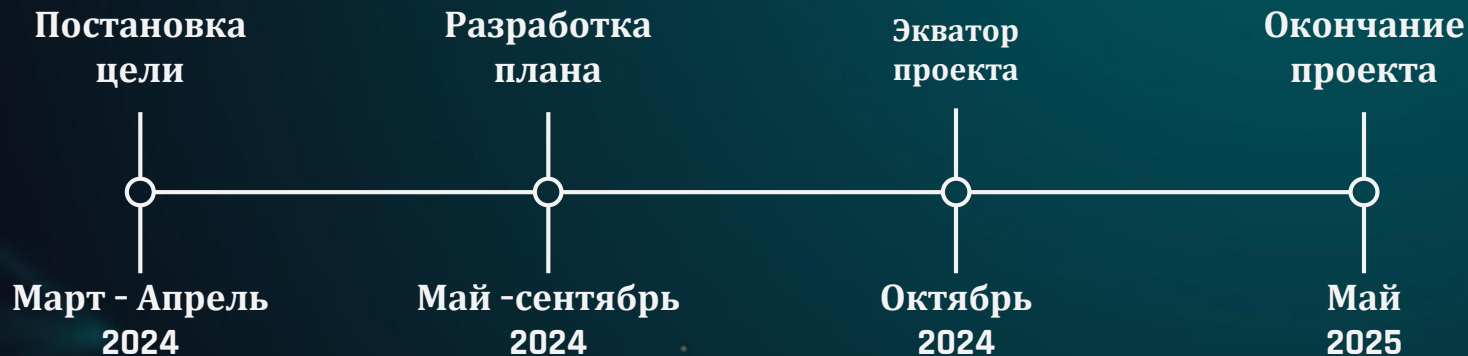 Постановка
цели
Разработка
плана
Экватор
проекта
Окончание
проекта
Март - Апрель
2024
Май -сентябрь
2024
Октябрь
2024
Май
2025